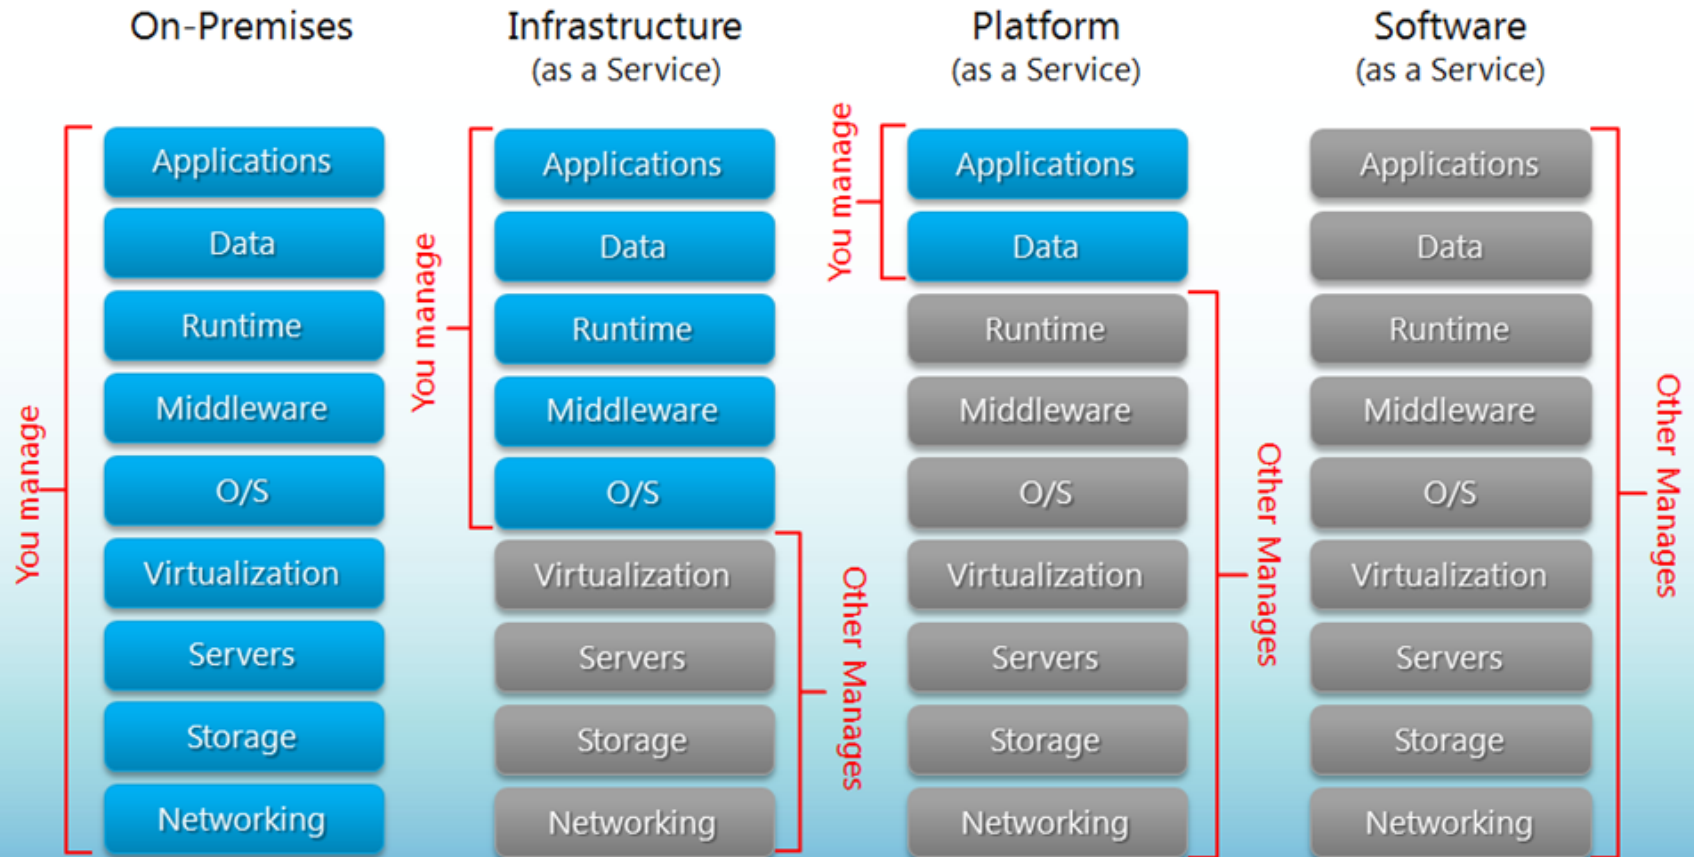 On-Premises
You manage
Applications
Data
Runtime
Middleware
O/S
Virtualization
Servers
Storage
Networking
Infrastructure
(as a Service)
You manage
Applications
Data
Runtime
Middleware
O/S
Virtualization
Servers
Storage
Networking
Other Manages
Platform
(as a Service)
You manage
Applications
Data
Runtime
Middleware
O/S
Virtualization
Servers
Storage
Networking
Other Manages
Software
(as a Service)
Applications
Data
Runtime
Middleware
O/S
Virtualization
Servers
Storage
Networking
Other Manages